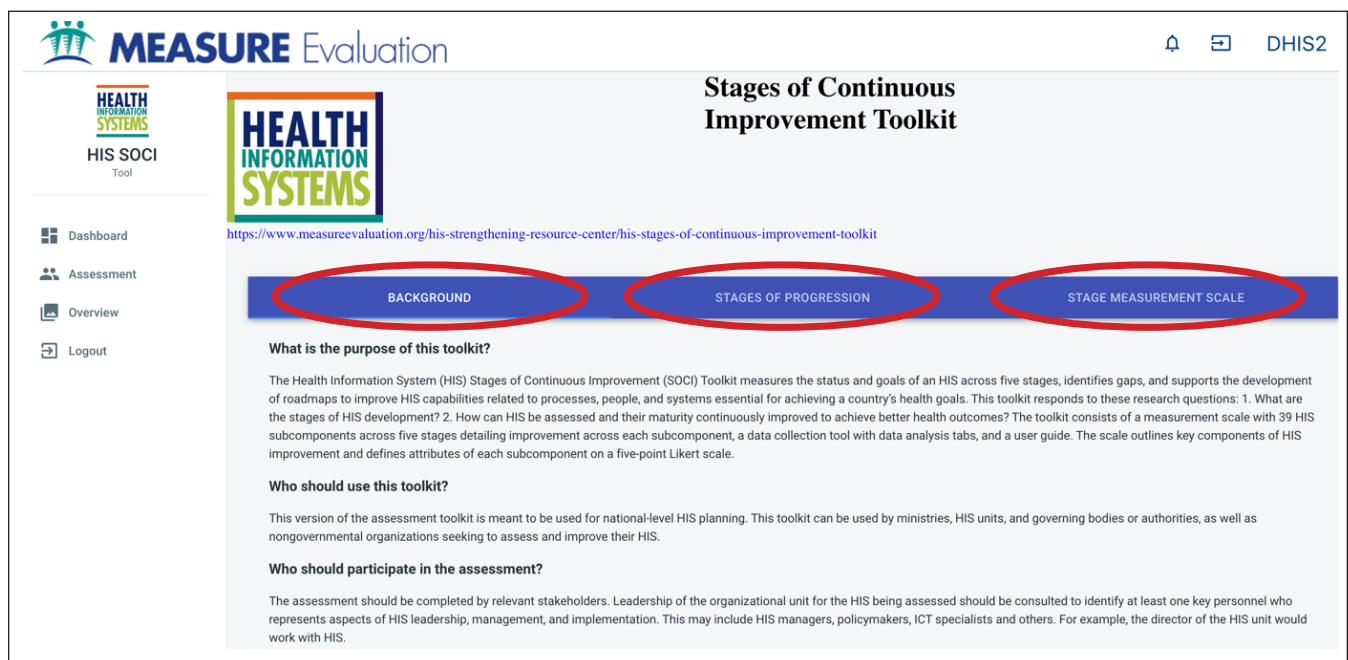 MEASURE Evaluation
DHIS2
HEALTH
INFORMATION
SYSTEMS
HIS SOCI
Tool
Dashboard
Assessment
Overview
Logout
HEALTH
INFORMATION
SYSTEMS
Stages of Continuous
Improvement Toolkit
https://www.measureevaluation.org/his-strengthening-resource-center/his-stages-of-continuous-improvement-toolkit
BACKGROUND STAGES OF PROGRESSION STAGE MEASUREMENT SCALE
What is the purpose of this toolkit?
The Health Information System (HIS) Stages of Continuous Improvement (SOCI) Toolkit measures the status and goals of an HIS across five stages, identifies gaps, and supports the development
of roadmaps to improve HIS capabilities related to processes, people, and systems essential for achieving a country's health goals. This toolkit responds to these research questions: 1. What are
the stages of HIS development? 2. How can HIS be assessed and their maturity continuously improved to achieve better health outcomes? The toolkit consists of a measurement scale with 39 HIS
subcomponents across five stages detailing improvement across each subcomponent, a data collection tool with data analysis tabs, and a user guide. The scale outlines key components of HIS
improvement and defines attributes of each subcomponent on a five-point Likert scale.
Who should use this toolkit?
This version of the assessment toolkit is meant to be used for national-level HIS planning. This toolkit can be used by ministries, HIS units, and governing bodies or authorities, as well as
nongovernmental organizations seeking to assess and improve their HIS.
Who should participate in the assessment?
The assessment should be completed by relevant stakeholders. Leadership of the organizational unit for the HIS being assessed should be consulted to identify at least one key personnel who
represents aspects of HIS leadership, management, and implementation. This may include HIS managers, policymakers, ICT specialists and others. For example, the director of the HIS unit would
work with HIS.